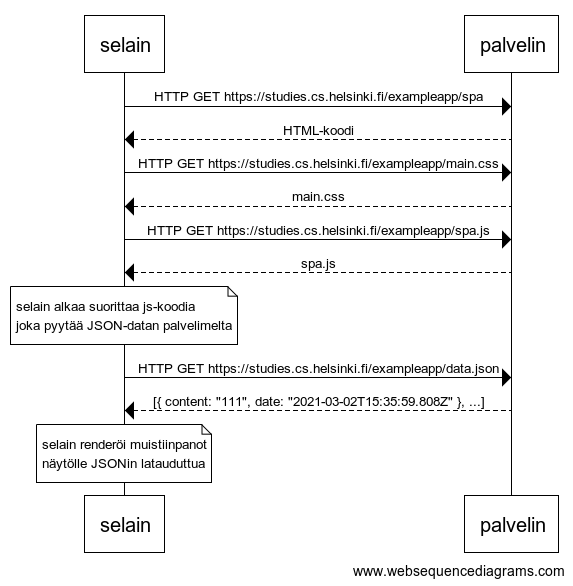 selain
palvelin
HTTP GET https://studies.cs.helsinki.fi/exampleapp/spa
HTML-koodi
HTTP GET https://studies.cs.helsinki.fi/exampleapp/main.css
main.css
HTTP GET https://studies.cs.helsinki.fi/exampleapp/spa.js
spa.js
selain alkaa suorittaa js-koodia
joka pyytää JSON-datan palvelimelta
HTTP GET https://studies.cs.helsinki.fi/exampleapp/data.json
[{ content: "111", date: "2021-03-02T15:35:59.808Z" }, ...]
selain renderöi muistiinpanot
näytölle JSONin latauduttua
selain
palvelin
www.websequencediagrams.com